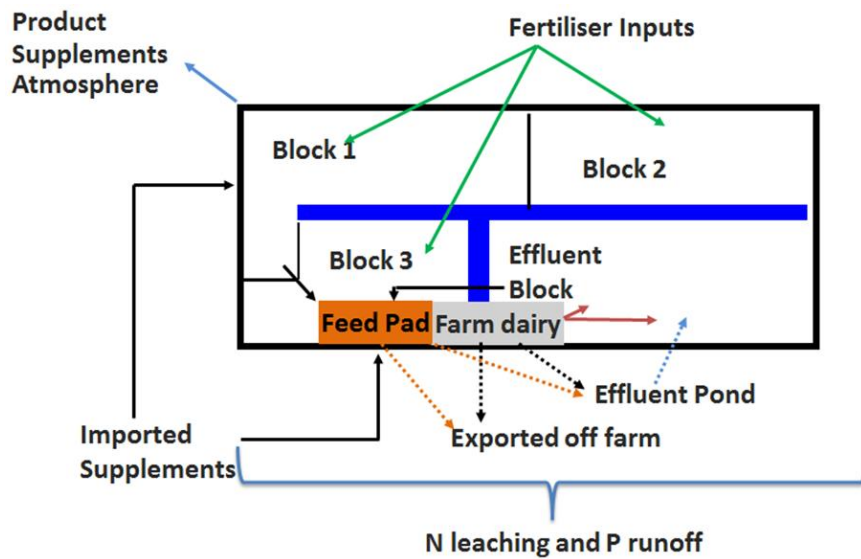 Product
Supplements
Atmosphere
Fertiliser Inputs
Block 1
Block 2
Block 3
Effluent
Block
Feed Pad
Farm dairy
Effluent Pond
Imported
Supplements
Exported off farm
N leaching and P runoff